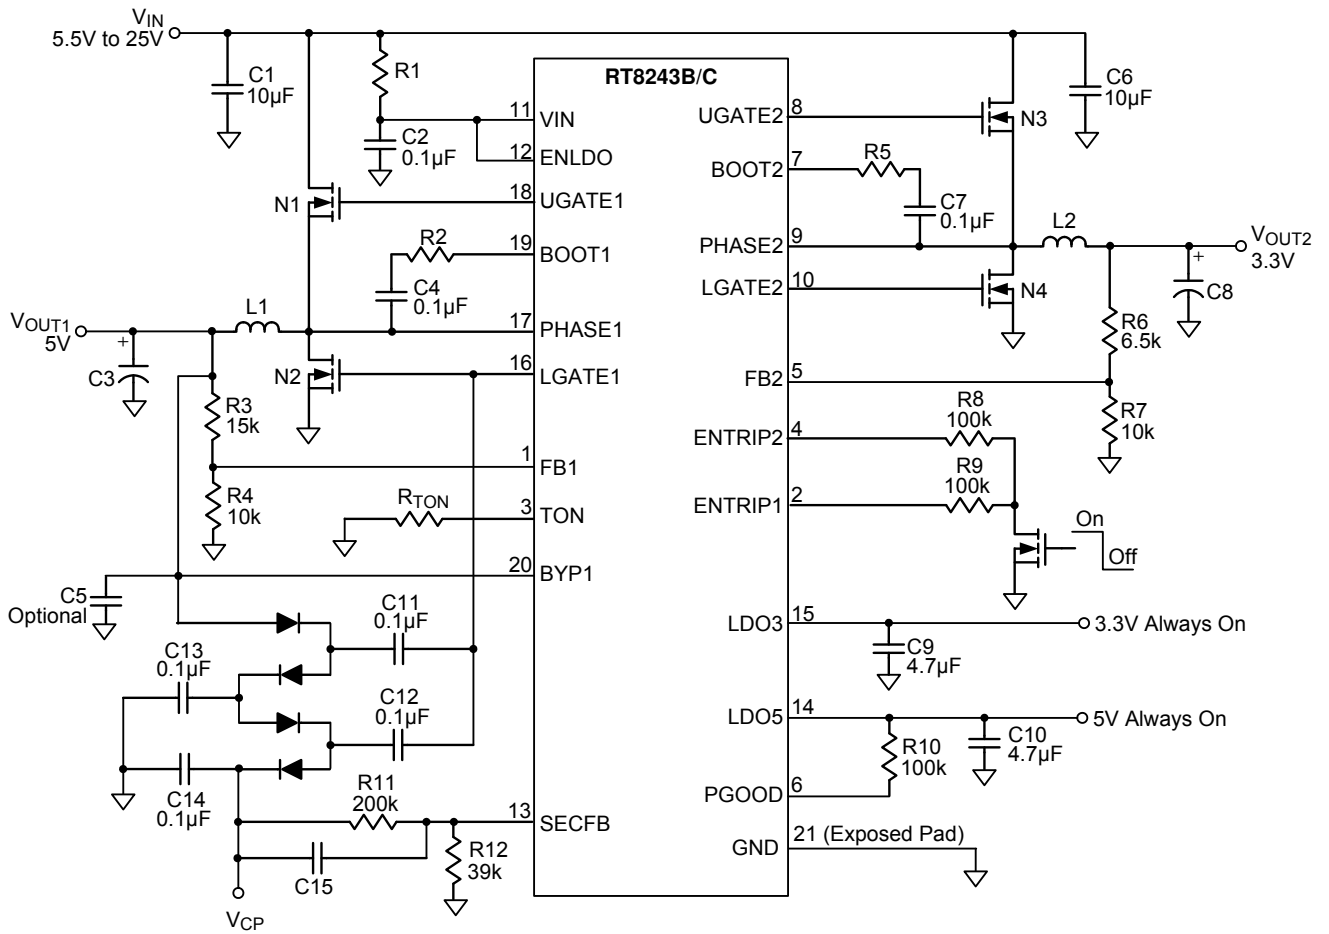 VIN
5.5V to 25V
C1
10µF
R1
C2
0.1µF
RT8243B/C
11 VIN
12 ENLDO
N1
18 UGATE1
R2
19 BOOT1
C4
0.1µF
L1
VOUT1
5V
17 PHASE1
+
C3
N2
16 LGATE1
R3
15k
1 FB1
R4
10k
RTON
3 TON
20 BYP1
C5
Optional
C11
0.1µF
C13
0.1µF
C12
0.1µF
C14
0.1µF
R11
200k
13 SECFB
C15
R12
39k
VCP
UGATE2 8
N3
C6
10µF
BOOT2 7
R5
C7
0.1µF
PHASE2 9
L2
VOUT2
3.3V
LGATE2 10
N4
+
C8
R6
6.5k
FB2 5
R7
10k
ENTRIP2 4
R8
100k
ENTRIP1 2
R9
100k
On
Off
LDO3 15
3.3V Always On
C9
4.7µF
LDO5 14
5V Always On
R10
100k
C10
4.7µF
PGOOD 6
GND 21 (Exposed Pad)